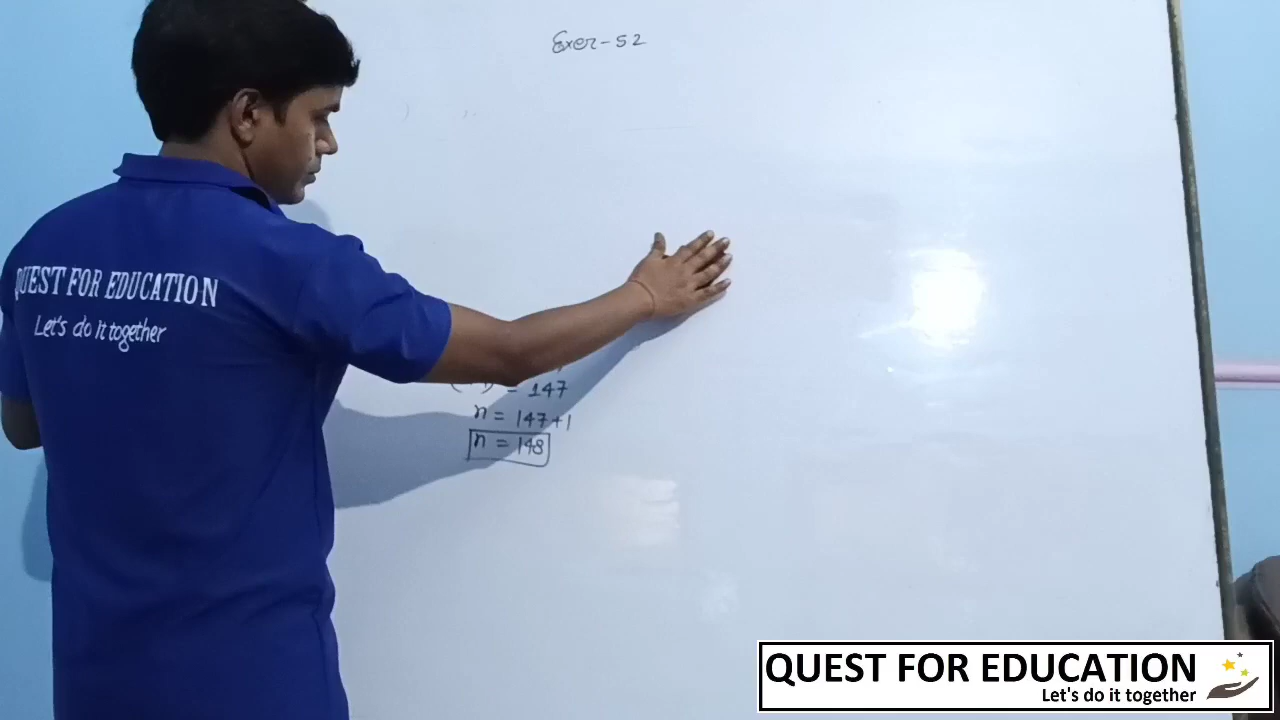 Exer-52
QUEST FOR EDUCATION
Let's do it together
= 147
n = 147+1
n = 148
QUEST FOR EDUCATION
Let's do it together